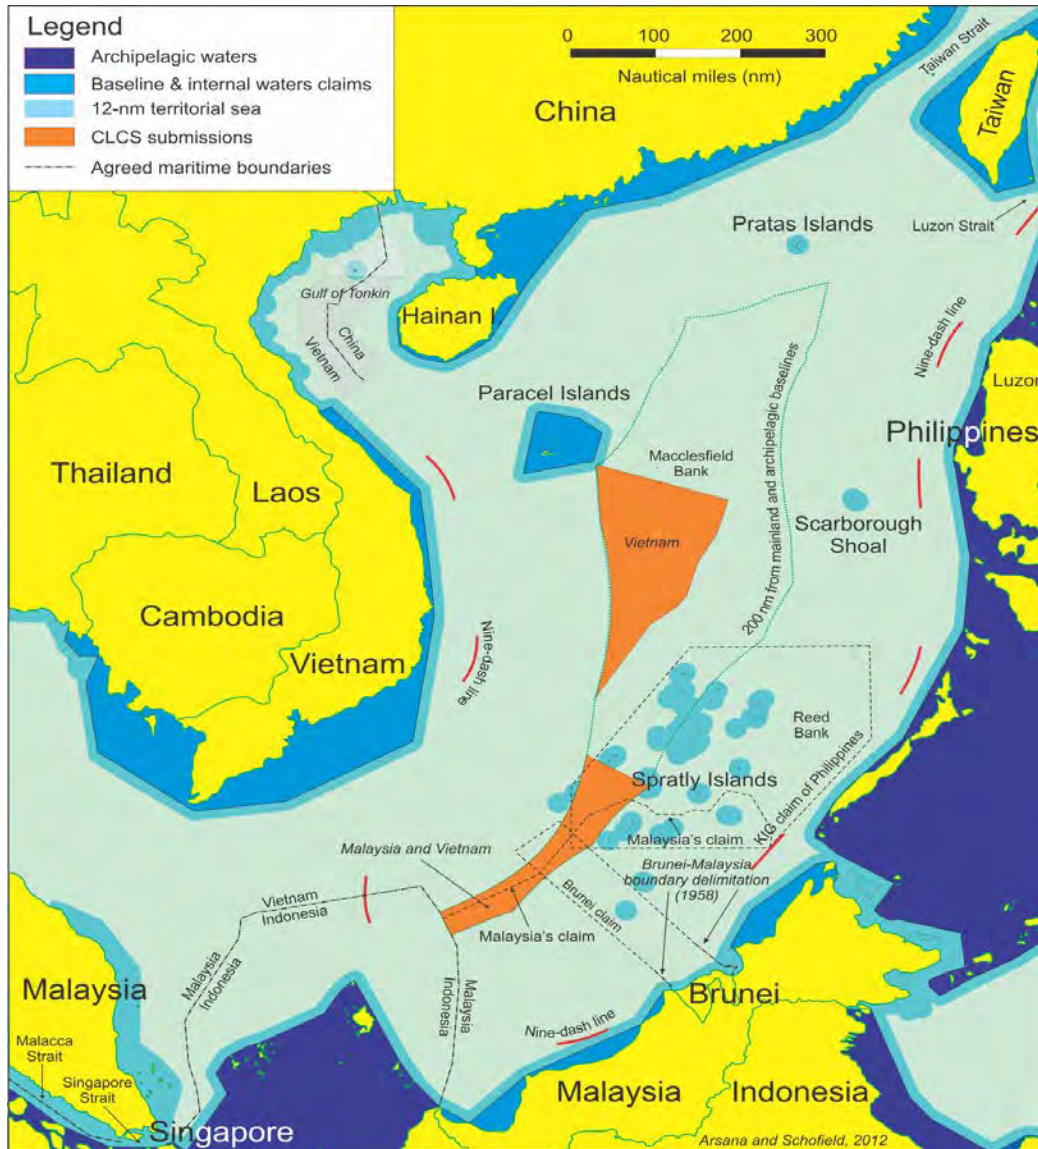 Legend
Archipelagic waters
Baseline & internal waters claims
12-nm territorial sea
CLCS submissions
Agreed maritime boundaries
0 100 200 300
Nautical miles (nm)
Taiwan Strait
Taiwan
China
Luzon Strait
Pratas Islands
Gulf of Tonkin
Hainan I
China
Vietnam
Nine-dash line
Luzon
Paracel Islands
Philippines
Macclesfield
Bank
200 nm from mainland and archipelagic baselines
Thailand
Laos
Scarborough
Shoal
Vietnam
Cambodia
Vietnam
Nine-dash line
Reed
Bank
Spratly Islands
KIG claim of Philippines
Malaysia's claim
Malaysia and Vietnam
Brunei-Malaysia
boundary delimitation
(1958)
Brunei claim
Vietnam
Indonesia
Malaysia's claim
Malaysia
Indonesia
Malaysia
Indonesia
Malaysia
Brunei
Nine-dash line
Malacca
Strait
Singapore
Strait
Malaysia
Indonesia
Singapore
Arsana and Schofield, 2012